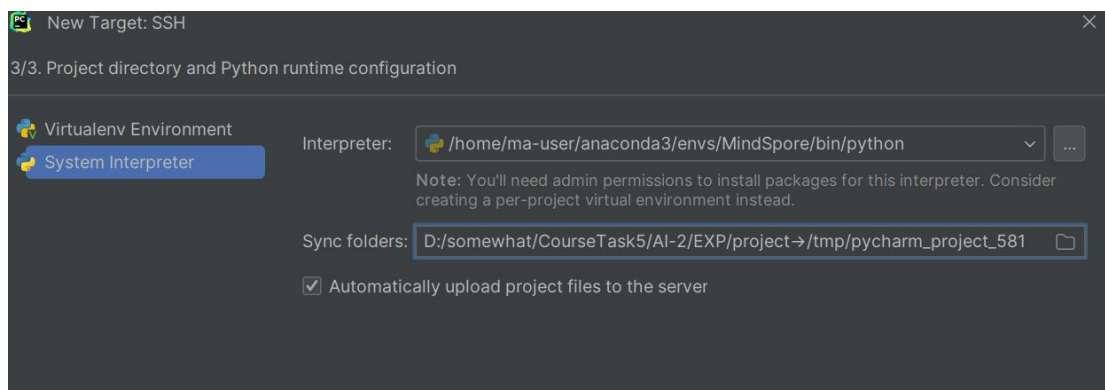 PC
New Target: SSH
3/3. Project directory and Python runtime configuration
Virtualenv Environment
System Interpreter
Interpreter: /home/ma-user/anaconda3/envs/MindSpore/bin/python ...
Note: You'll need admin permissions to install packages for this interpreter. Consider
creating a per-project virtual environment instead.
Sync folders: D:/somewhat/CourseTask5/AI-2/EXP/project→/tmp/pycharm_project_581
Automatically upload project files to the server